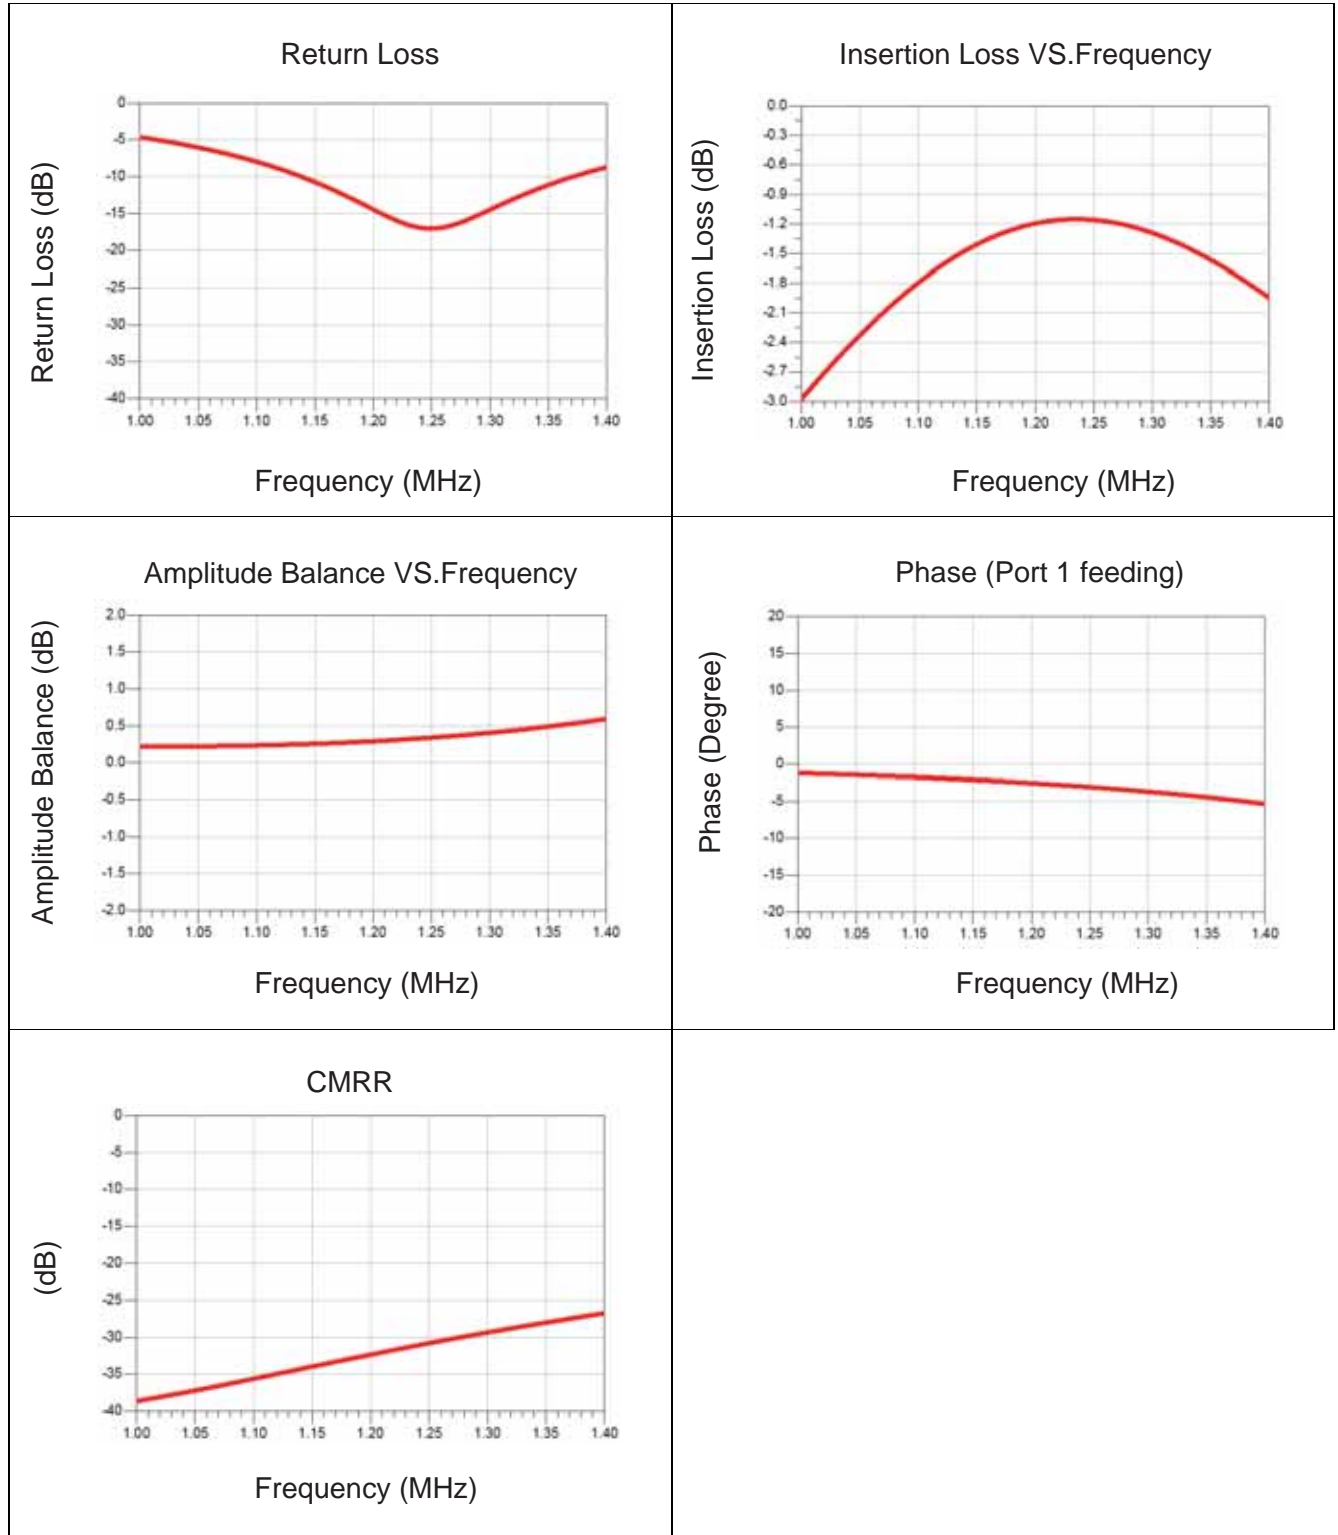 Return Loss
Return Loss (dB)
0
-5
-10
-15
-20
-25
-30
-35
-40
1.00 1.05 1.10 1.15 1.20 1.25 1.30 1.35 1.40
Frequency (MHz)
Insertion Loss VS.Frequency
Insertion Loss (dB)
0.0
-0.3
-0.6
-0.9
-1.2
-1.5
-1.8
-2.1
-2.4
-2.7
-3.0
1.00 1.05 1.10 1.15 1.20 1.25 1.30 1.35 1.40
Frequency (MHz)
Amplitude Balance VS.Frequency
Amplitude Balance (dB)
2.0
1.5
1.0
0.5
0.0
-0.5
-1.0
-1.5
-2.0
1.00 1.05 1.10 1.15 1.20 1.25 1.30 1.35 1.40
Frequency (MHz)
Phase (Port 1 feeding)
Phase (Degree)
20
15
10
5
0
-5
-10
-15
-20
1.00 1.05 1.10 1.15 1.20 1.25 1.30 1.35 1.40
Frequency (MHz)
CMRR
(dB)
0
-5
-10
-15
-20
-25
-30
-35
-40
1.00 1.05 1.10 1.15 1.20 1.25 1.30 1.35 1.40
Frequency (MHz)